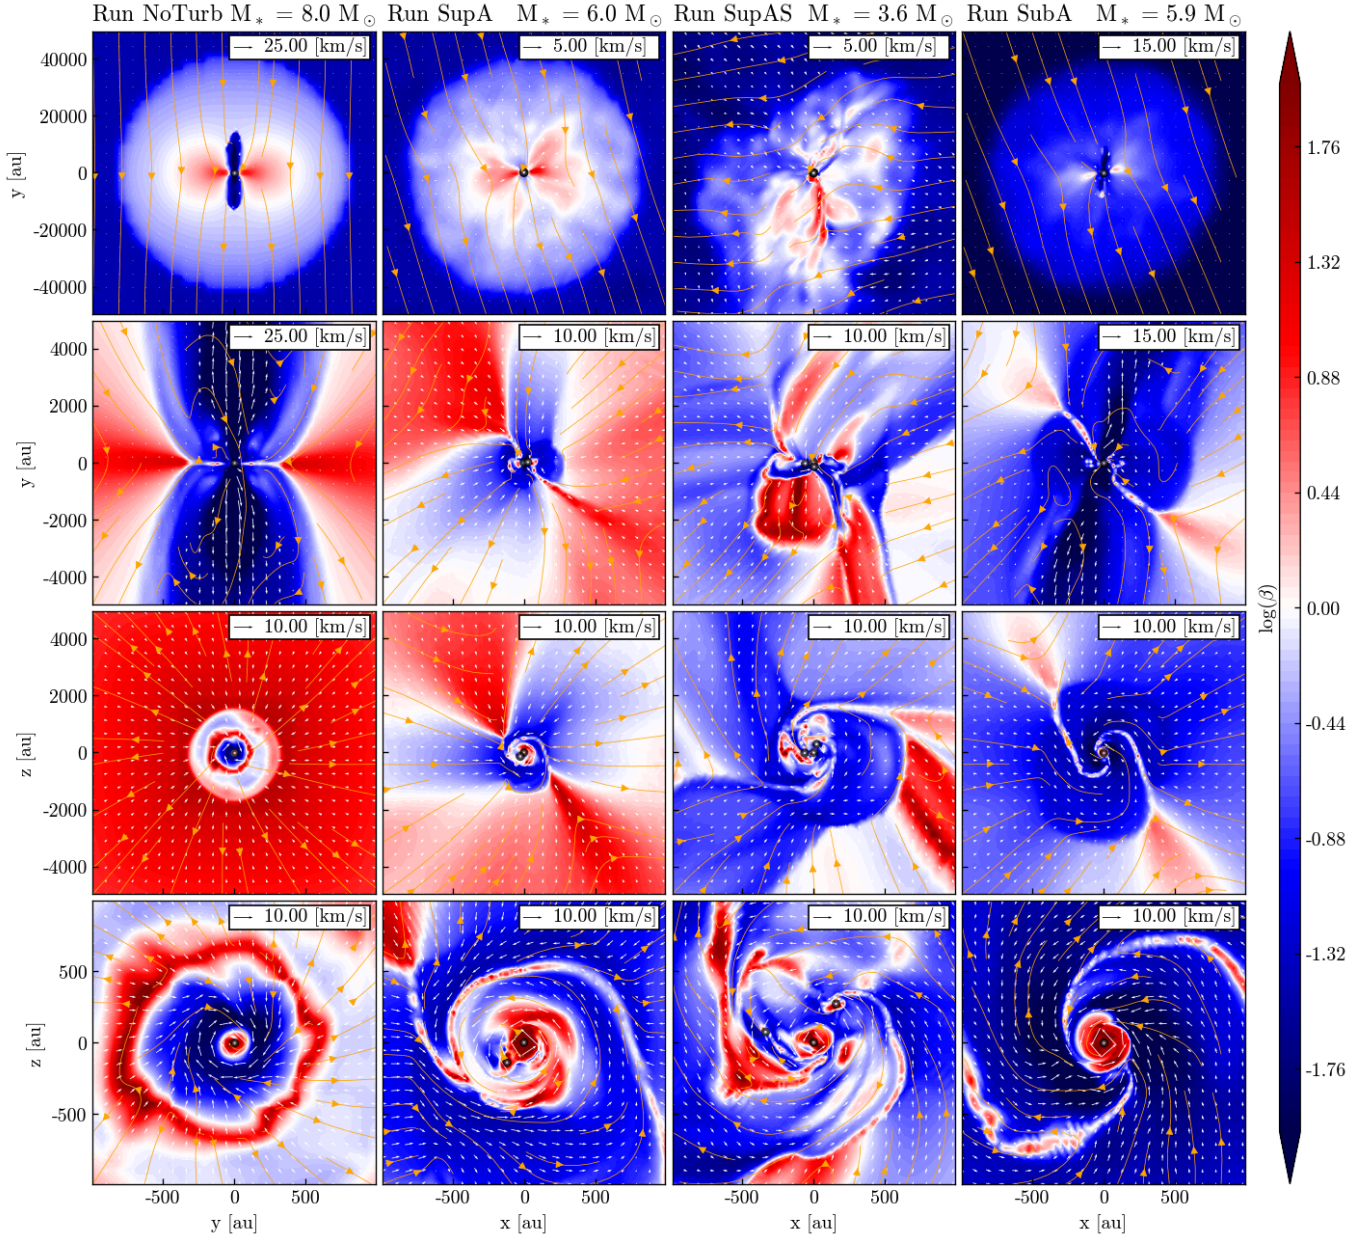 Run NoTurb M* = 8.0 M⊙
Run SupA M* = 6.0 M⊙
Run SupAS M* = 3.6 M⊙
Run SubA M* = 5.9 M⊙
25.00 [km/s]
5.00 [km/s]
5.00 [km/s]
15.00 [km/s]
40000
20000
0
-20000
-40000
y [au]
25.00 [km/s]
10.00 [km/s]
10.00 [km/s]
15.00 [km/s]
4000
2000
0
-2000
-4000
y [au]
10.00 [km/s]
10.00 [km/s]
10.00 [km/s]
10.00 [km/s]
4000
2000
0
-2000
-4000
z [au]
10.00 [km/s]
10.00 [km/s]
10.00 [km/s]
10.00 [km/s]
500
0
-500
z [au]
-500 0 500
-500 0 500
-500 0 500
-500 0 500
y [au]
x [au]
x [au]
x [au]
1.76
1.32
0.88
0.44
0.00
-0.44
-0.88
-1.32
-1.76
log(β)